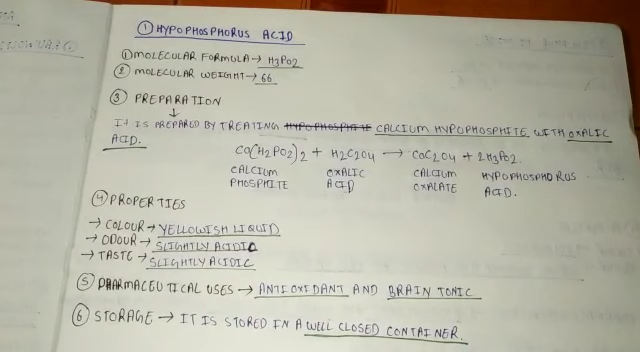 ① HYPOPHOSPHORUS ACID
① MOLECULAR FORMULA → H3PO2
② MOLECULAR WEIGHT → 66
③ PREPARATION
↓
IT IS PREPARED BY TREATING HYPOPHOSPHITE CALCIUM HYPOPHOSPHITE WITH OXALIC
ACID.
Ca(H2PO2)2 + H2C2O4 → CaC2O4 + 2H3PO2.
CALCIUM OXALIC CALCIUM HYPOPHOSPHORUS
PHOSPHITE ACID OXALATE ACID.
④ PROPERTIES
→ COLOUR → YELLOWISH LIQUID
→ ODOUR → SLIGHTLY ACIDIC
→ TASTE → SLIGHTLY ACIDIC
⑤ PHARMACEUTICAL USES → ANTIOXIDANT AND BRAIN TONIC
⑥ STORAGE → IT IS STORED IN A WELL CLOSED CONTAINER.